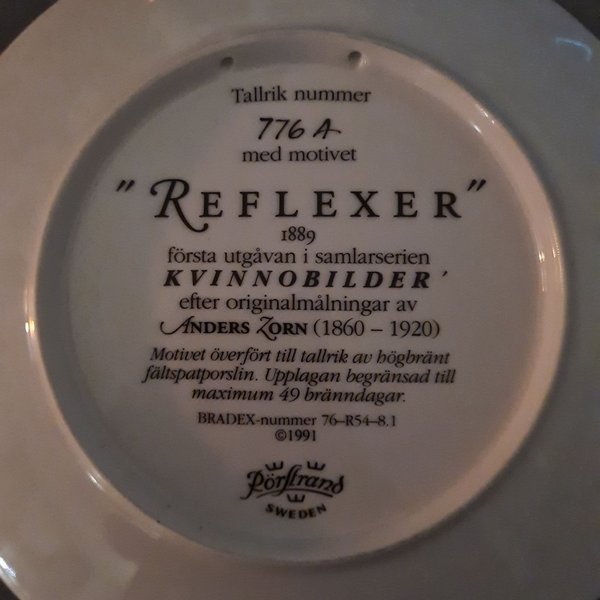 Tallrik nummer
776 A
med motivet
"REFLEXER"
1889
första utgåvan i samlarserien
KVINNOBILDER'
efter originalmålningar av
ANDERS ZORN (1860 – 1920)
Motivet överfört till tallrik av högbränt
fältspatporslin. Upplagan begränsad till
maximum 49 bränndagar.
BRADEX-nummer 76–R54–8.1
©1991
Rörstrand
SWEDEN